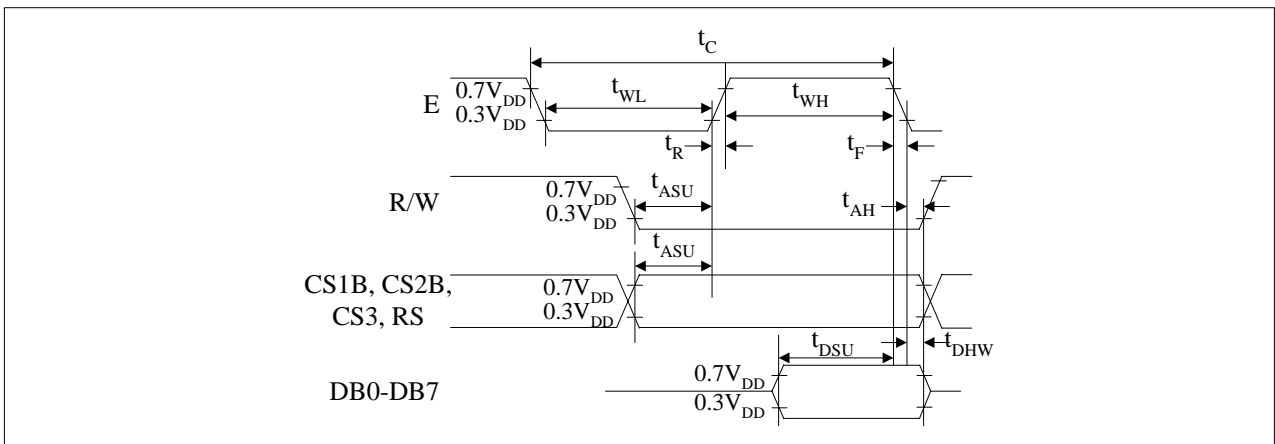 tC
0.7VDD
tWL
tWH
E
0.3VDD
tR
tF
tASU
R/W
0.7VDD
tAH
0.3VDD
tASU
CS1B, CS2B,
0.7VDD
CS3, RS
0.3VDD
tDSU
tDHW
0.7VDD
DB0-DB7
0.3VDD